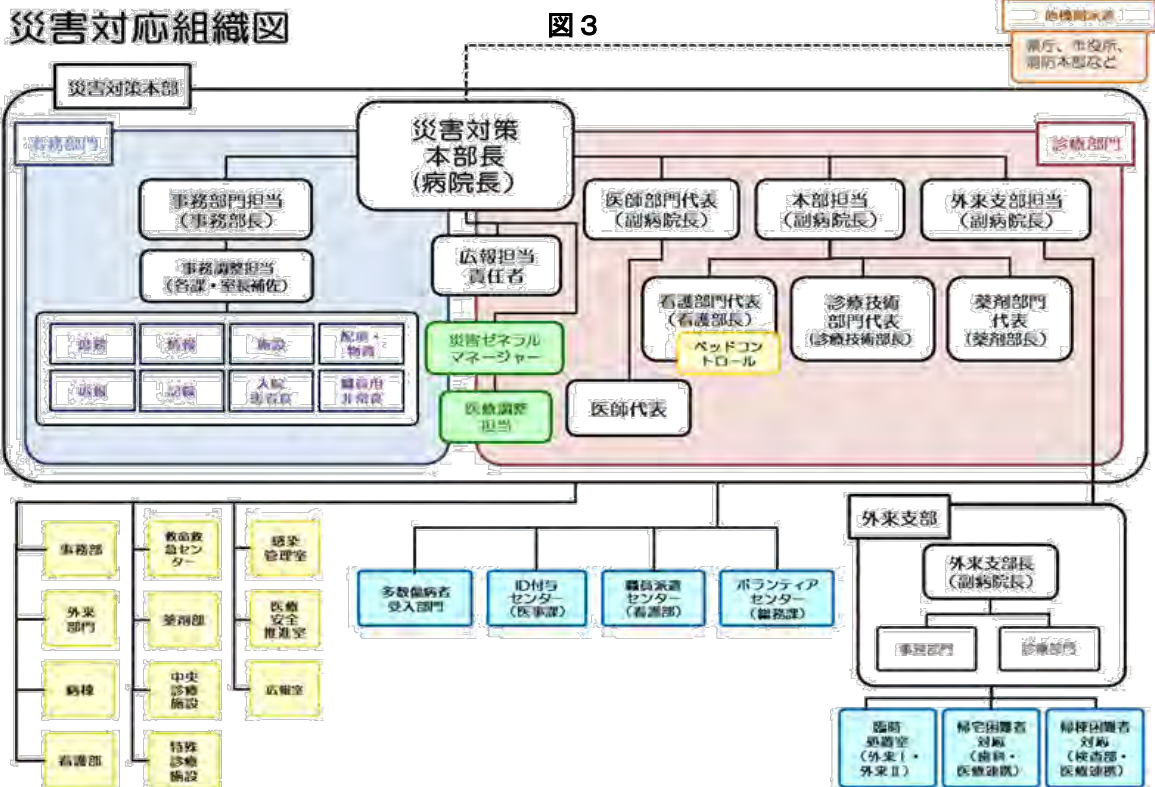 災害対応組織図
図３
他機関派遣
県庁、市役所、
消防本部など
災害対策本部
災害対策
本部長
(病院長)
診療部門
事務部門担当
(事務部長)
医師部門代表
(副病院長)
本部担当
(副病院長)
外来支部担当
(副病院長)
広報担当
責任者
事務調整担当
(各課・室長補佐)
看護部門代表
(看護部長)
ベッドコン
トロール
診療技術
部門代表
(診療技術部長)
薬剤部門
代表
(薬剤部長)
災害ゼネラル
マネージャー
施設
広報
記録
医療調整
担当
医師代表
外来支部
事務部
救命救
急セン
ター
感染
管理室
外来支部長
(副病院長)
多数傷病者
受入部門
ID付与
センター
(医事課)
職員派遣
センター
(看護部)
ボランティア
センター
(総務課)
外来
部門
薬剤部
医療
安全
推進室
事務部門
診療部門
病棟
中央
診療
施設
広報室
看護部
特殊
診療
施設
臨時
処置室
(外来Ⅰ・
外来Ⅱ)
帰宅困難者
対応
(歯科・
医療連携)
帰棟困難者
対応
(検査部・
医療連携)